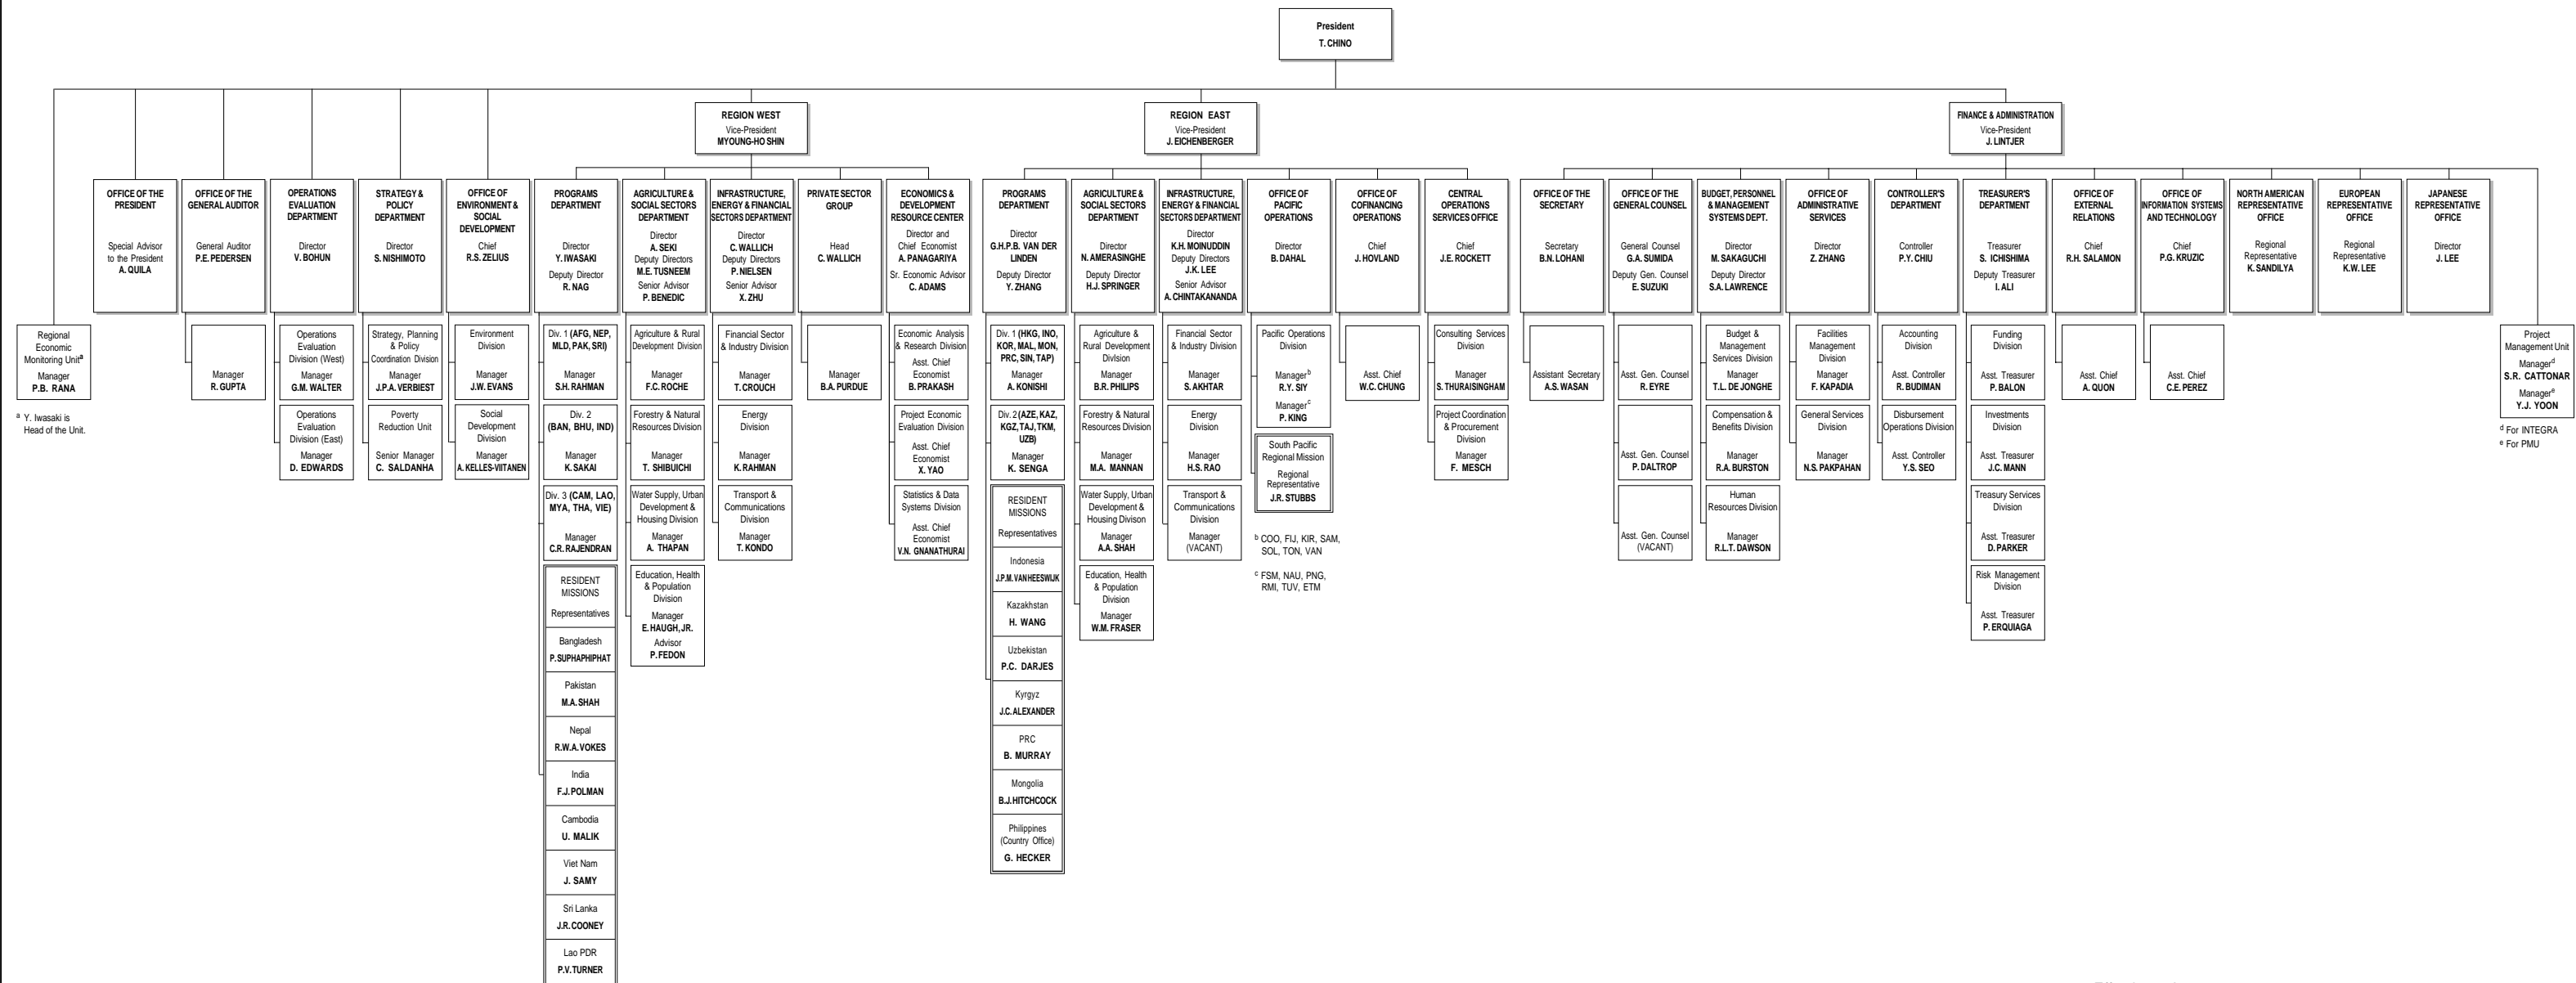 President
T. CHINO
REGION WEST
Vice-President
MYOUNG-HO SHIN
REGION EAST
Vice-President
J. EICHENBERGER
FINANCE & ADMINISTRATION
Vice-President
J. LINTJER
Regional
Economic
Monitoring Unitᵃ
Manager
P.B. RANA
ᵃ Y. Iwasaki is
Head of the Unit.
OFFICE OF THE
PRESIDENT
Special Advisor
to the President
A. QUILA
OFFICE OF THE
GENERAL AUDITOR
General Auditor
P.E. PEDERSEN
Manager
R. GUPTA
OPERATIONS
EVALUATION
DEPARTMENT
Director
V. BOHUN
Operations
Evaluation
Division (West)
Manager
G.M. WALTER
Operations
Evaluation
Division (East)
Manager
D. EDWARDS
STRATEGY &
POLICY
DEPARTMENT
Director
S. NISHIMOTO
Strategy, Planning
& Policy
Coordination Division
Manager
J.P.A. VERBIEST
Poverty
Reduction Unit
Senior Manager
C. SALDANHA
OFFICE OF
ENVIRONMENT &
SOCIAL
DEVELOPMENT
Chief
R.S. ZELIUS
Environment
Division
Manager
J.W. EVANS
Social
Development
Division
Manager
A. KELLES-VIITANEN
PROGRAMS
DEPARTMENT
Director
Y. IWASAKI
Deputy Director
R. NAG
Div. 1 (AFG, NEP,
MLD, PAK, SRI)
Manager
S.H. RAHMAN
Div. 2
(BAN, BHU, IND)
Manager
K. SAKAI
Div. 3 (CAM, LAO,
MYA, THA, VIE)
Manager
C.R. RAJENDRAN
RESIDENT
MISSIONS
Representatives
Bangladesh
P. SUPHAPHIPHAT
Pakistan
M.A. SHAH
Nepal
R.W.A. VOKES
India
F.J. POLMAN
Cambodia
U. MALIK
Viet Nam
J. SAMY
Sri Lanka
J.R. COONEY
Lao PDR
P.V. TURNER
AGRICULTURE &
SOCIAL SECTORS
DEPARTMENT
Director
A. SEKI
Deputy Directors
M.E. TUSNEEM
Senior Advisor
P. BENEDIC
Agriculture & Rural
Development Division
Manager
F.C. ROCHE
Forestry & Natural
Resources Division
Manager
T. SHIBUICHI
Water Supply, Urban
Development &
Housing Division
Manager
A. THAPAN
Education, Health
& Population
Division
Manager
E. HAUGH, JR.
Advisor
P. FEDON
INFRASTRUCTURE,
ENERGY & FINANCIAL
SECTORS DEPARTMENT
Director
C. WALLICH
Deputy Directors
P. NIELSEN
Senior Advisor
X. ZHU
Financial Sector
& Industry Division
Manager
T. CROUCH
Energy
Division
Manager
K. RAHMAN
Transport &
Communications
Division
Manager
T. KONDO
PRIVATE SECTOR
GROUP
Head
C. WALLICH
Manager
B.A. PURDUE
ECONOMICS &
DEVELOPMENT
RESOURCE CENTER
Director and
Chief Economist
A. PANAGARIYA
Sr. Economic Advisor
C. ADAMS
Economic Analysis
& Research Division
Asst. Chief
Economist
B. PRAKASH
Project Economic
Evaluation Division
Asst. Chief
Economist
X. YAO
Statistics & Data
Systems Division
Asst. Chief
Economist
V.N. GNANATHURAI
PROGRAMS
DEPARTMENT
Director
G.H.P.B. VAN DER
LINDEN
Deputy Director
Y. ZHANG
Div. 1 (HKG, INO,
KOR, MAL, MON,
PRC, SIN, TAP)
Manager
A. KONISHI
Div. 2 (AZE, KAZ,
KGZ, TAJ, TKM,
UZB)
Manager
K. SENGA
RESIDENT
MISSIONS
Representatives
Indonesia
J.P.M. VAN HEESWIJK
Kazakhstan
H. WANG
Uzbekistan
P.C. DARJES
Kyrgyz
J.C. ALEXANDER
PRC
B. MURRAY
Mongolia
B.J. HITCHCOCK
Philippines
(Country Office)
G. HECKER
AGRICULTURE &
SOCIAL SECTORS
DEPARTMENT
Director
N. AMERASINGHE
Deputy Director
H.J. SPRINGER
Agriculture &
Rural Development
Division
Manager
B.R. PHILIPS
Forestry & Natural
Resources Division
Manager
M.A. MANNAN
Water Supply, Urban
Development &
Housing Divison
Manager
A.A. SHAH
Education, Health
& Population
Division
Manager
W.M. FRASER
INFRASTRUCTURE,
ENERGY & FINANCIAL
SECTORS DEPARTMENT
Director
K.H. MOINUDDIN
Deputy Directors
J.K. LEE
Senior Advisor
A. CHINTAKANANDA
Financial Sector
& Industry Division
Manager
S. AKHTAR
Energy
Division
Manager
H.S. RAO
Transport &
Communications
Division
Manager
(VACANT)
OFFICE OF
PACIFIC
OPERATIONS
Director
B. DAHAL
Pacific Operations
Division
Managerᵇ
R.Y. SIY
Managerᶜ
P. KING
South Pacific
Regional Mission
Regional
Representative
J.R. STUBBS
ᵇ COO, FIJ, KIR, SAM,
SOL, TON, VAN
ᶜ FSM, NAU, PNG,
RMI, TUV, ETM
OFFICE OF
COFINANCING
OPERATIONS
Chief
J. HOVLAND
Asst. Chief
W.C. CHUNG
CENTRAL
OPERATIONS
SERVICES OFFICE
Chief
J.E. ROCKETT
Consulting Services
Division
Manager
S. THURAISINGHAM
Project Coordination
& Procurement
Division
Manager
F. MESCH
OFFICE OF THE
SECRETARY
Secretary
B.N. LOHANI
Assistant Secretary
A.S. WASAN
OFFICE OF THE
GENERAL COUNSEL
General Counsel
G.A. SUMIDA
Deputy Gen. Counsel
E. SUZUKI
Asst. Gen. Counsel
R. EYRE
Asst. Gen. Counsel
P. DALTROP
Asst. Gen. Counsel
(VACANT)
BUDGET, PERSONNEL
& MANAGEMENT
SYSTEMS DEPT.
Director
M. SAKAGUCHI
Deputy Director
S.A. LAWRENCE
Budget &
Management
Services Division
Manager
T.L. DE JONGHE
Compensation &
Benefits Division
Manager
R.A. BURSTON
Human
Resources Division
Manager
R.L.T. DAWSON
OFFICE OF
ADMINISTRATIVE
SERVICES
Director
Z. ZHANG
Facilities
Management
Division
Manager
F. KAPADIA
General Services
Division
Manager
N.S. PAKPAHAN
CONTROLLER'S
DEPARTMENT
Controller
P.Y. CHIU
Accounting
Division
Asst. Controller
R. BUDIMAN
Disbursement
Operations Division
Asst. Controller
Y.S. SEO
TREASURER'S
DEPARTMENT
Treasurer
S. ICHISHIMA
Deputy Treasurer
I. ALI
Funding
Division
Asst. Treasurer
P. BALON
Investments
Division
Asst. Treasurer
J.C. MANN
Treasury Services
Division
Asst. Treasurer
D. PARKER
Risk Management
Division
Asst. Treasurer
P. ERQUIAGA
OFFICE OF
EXTERNAL
RELATIONS
Chief
R.H. SALAMON
Asst. Chief
A. QUON
OFFICE OF
INFORMATION SYSTEMS
AND TECHNOLOGY
Chief
P.G. KRUZIC
Asst. Chief
C.E. PEREZ
NORTH AMERICAN
REPRESENTATIVE
OFFICE
Regional
Representative
K. SANDILYA
EUROPEAN
REPRESENTATIVE
OFFICE
Regional
Representative
K.W. LEE
JAPANESE
REPRESENTATIVE
OFFICE
Director
J. LEE
Project
Management Unit
Managerᵈ
S.R. CATTONAR
Managerᵉ
Y.J. YOON
ᵈ For INTEGRA
ᵉ For PMU